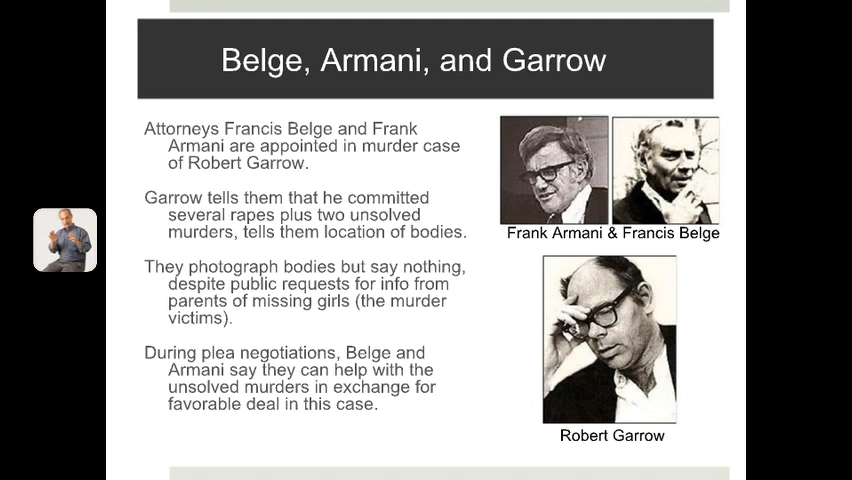 Belge, Armani, and Garrow
Attorneys Francis Belge and Frank
Armani are appointed in murder case
of Robert Garrow.
Garrow tells them that he committed
several rapes plus two unsolved
murders, tells them location of bodies.
They photograph bodies but say nothing,
despite public requests for info from
parents of missing girls (the murder
victims).
During plea negotiations, Belge and
Armani say they can help with the
unsolved murders in exchange for
favorable deal in this case.
Frank Armani & Francis Belge
Robert Garrow